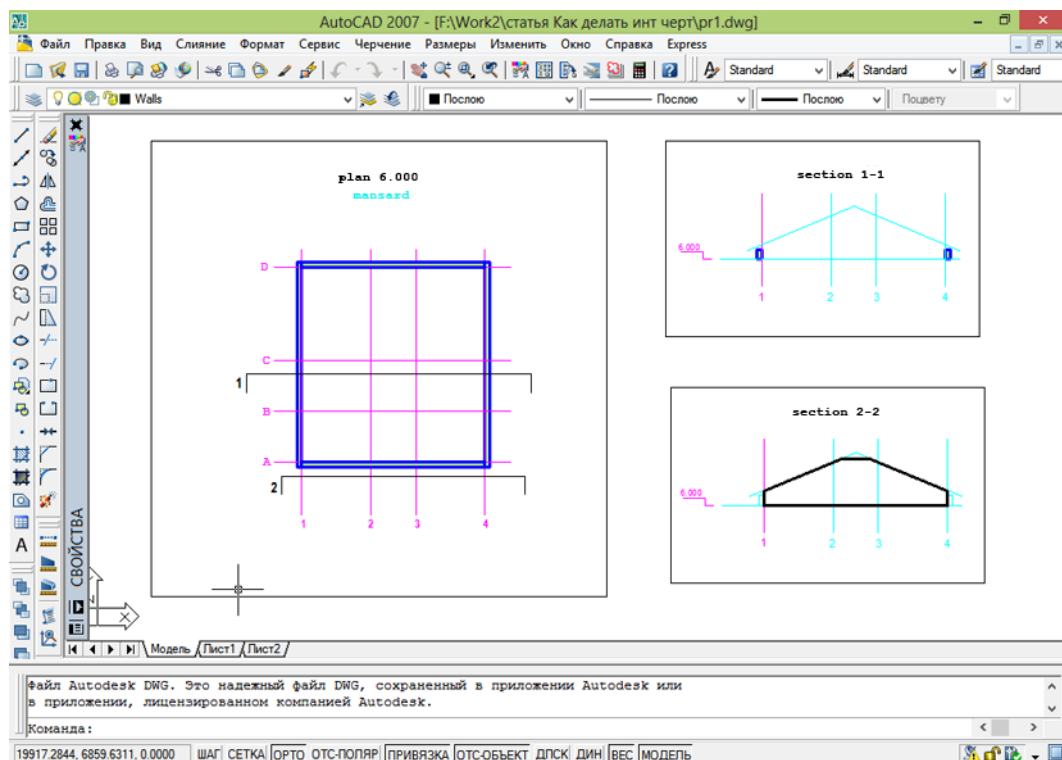 AutoCAD 2007 - [F:\Work2\статья Как делать инт черт\pr1.dwg]
Файл Правка Вид Слияние Формат Сервис Черчение Размеры Изменить Окно Справка Express
Standard Standard Standard
Walls Послою Послою Послою Поцвету
plan 6.000
mansard
D
C
1
B
A
2
1 2 3 4
section 1-1
6.000
1 2 3 4
section 2-2
6.000
1 2 3 4
СВОЙСТВА
X
Модель Лист1 Лист2
Файл Autodesk DWG. Это надежный файл DWG, сохраненный в приложении Autodesk или
в приложении, лицензированном компанией Autodesk.
Команда:
19917.2844, 6859.6311, 0.0000 ШАГ СЕТКА ОРТО ОТС-ПОЛЯР ПРИВЯЗКА ОТС-ОБЪЕКТ ДПСК ДИН ВЕС МОДЕЛЬ